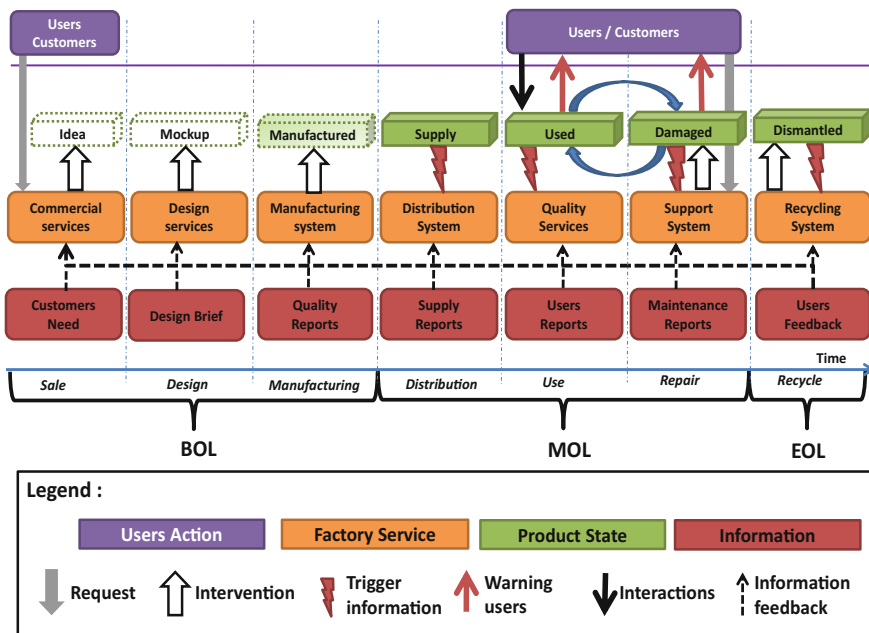 Users
Customers
Users / Customers
Idea
Mockup
Manufactured
Supply
Used
Damaged
Dismantled
Commercial
services
Design
services
Manufacturing
system
Distribution
System
Quality
Services
Support
System
Recycling
System
Customers
Need
Design Brief
Quality
Reports
Supply
Reports
Users
Reports
Maintenance
Reports
Users
Feedback
Time
Sale
Design
Manufacturing
Distribution
Use
Repair
Recycle
BOL
MOL
EOL
Legend :
Users Action
Factory Service
Product State
Information
Request
Intervention
Trigger
information
Warning
users
Interactions
Information
feedback